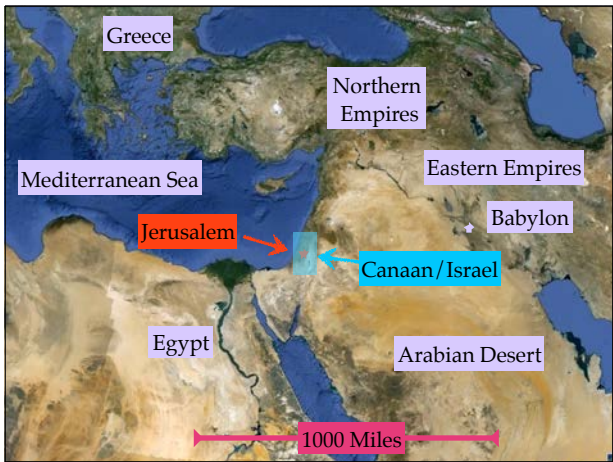 Greece
Northern
Empires
Eastern Empires
Mediterranean Sea
Babylon
Jerusalem
Canaan/Israel
Egypt
Arabian Desert
1000 Miles